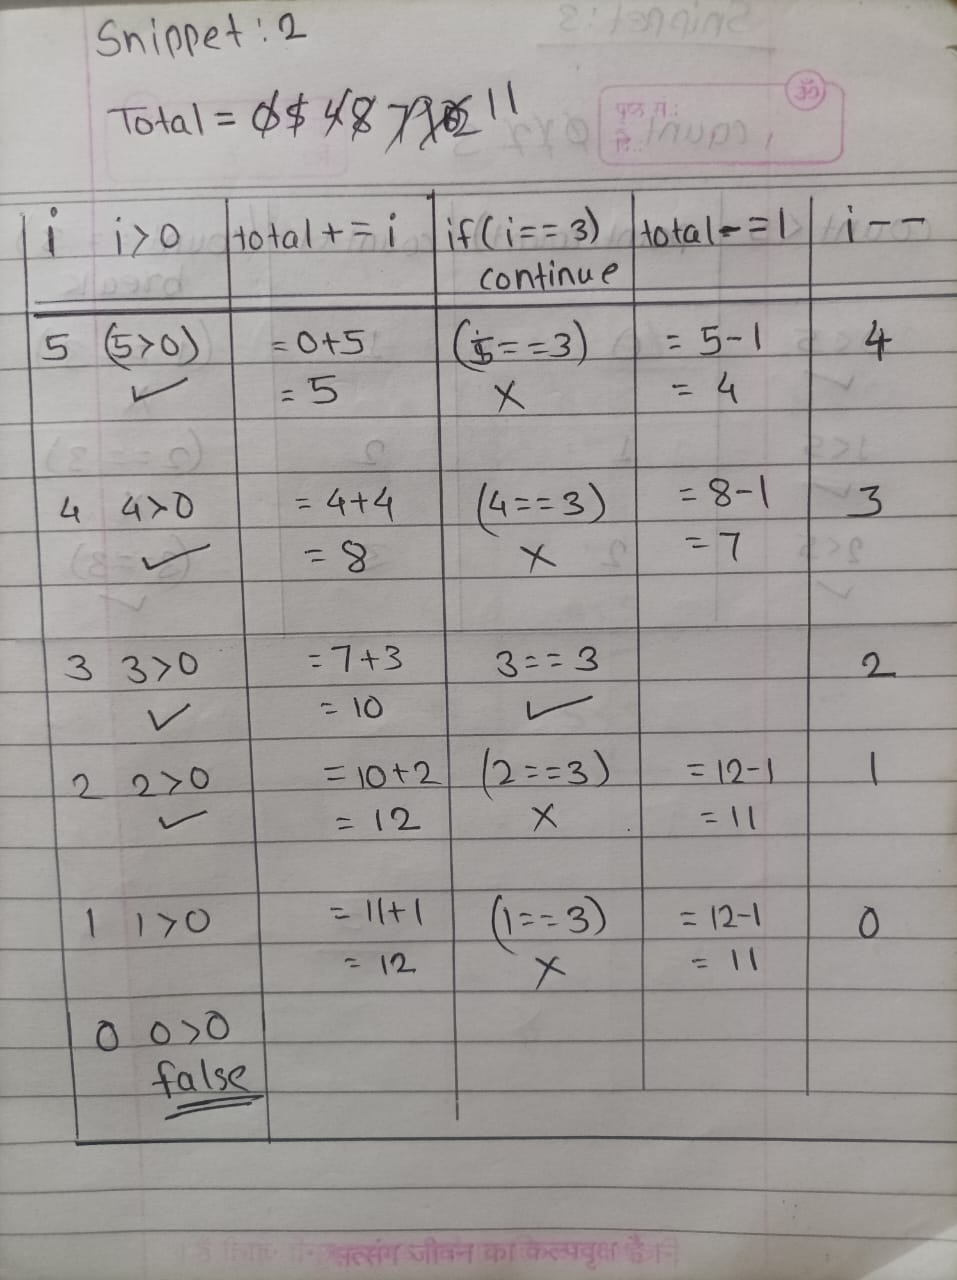 Snippet : 2
Total = 0 5 4 8 7 10 12 11
पृष्ठ सं.:
दि.:
ॐ
i i>0 total += i if(i==3) total -= 1 i--
continue
5 (5>0) = 0+5 (5==3) = 5-1 4
✓ = 5 × = 4
4 4>0 = 4+4 (4==3) = 8-1 3
✓ = 8 × = 7
3 3>0 = 7+3 3==3 2
✓ = 10 ✓
2 2>0 = 10+2 (2==3) = 12-1 1
✓ = 12 × = 11
1 1>0 = 11+1 (1==3) = 12-1 0
= 12 × = 11
0 0>0
false
सत्संग जीवन का कल्पवृक्ष है